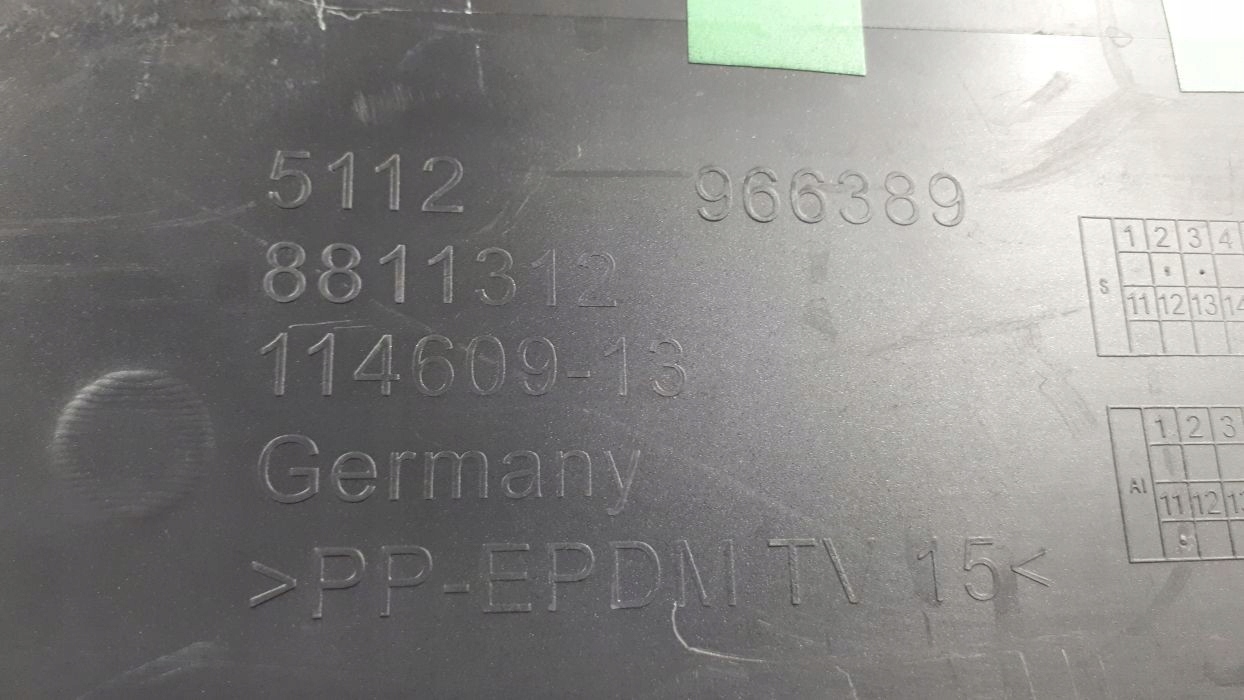 5112 966389
8811312
114609-13
Germany
>PP-EPDM TV 15<
S 1 2 3 4
11 12 13 14
AI 1 2 3
11 12